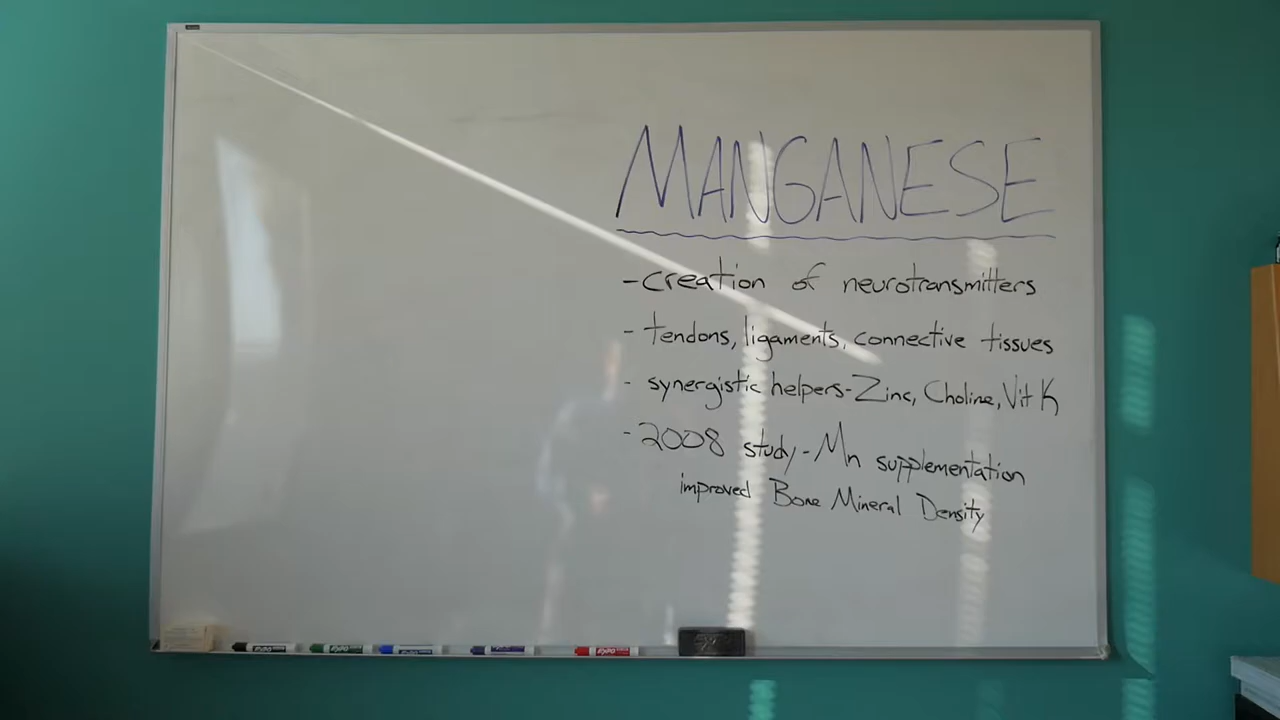 MANGANESE
-creation of neurotransmitters
- tendons, ligaments, connective tissues
- synergistic helpers-Zinc, Choline, Vit K
- 2008 study-Mn supplementation
improved Bone Mineral Density